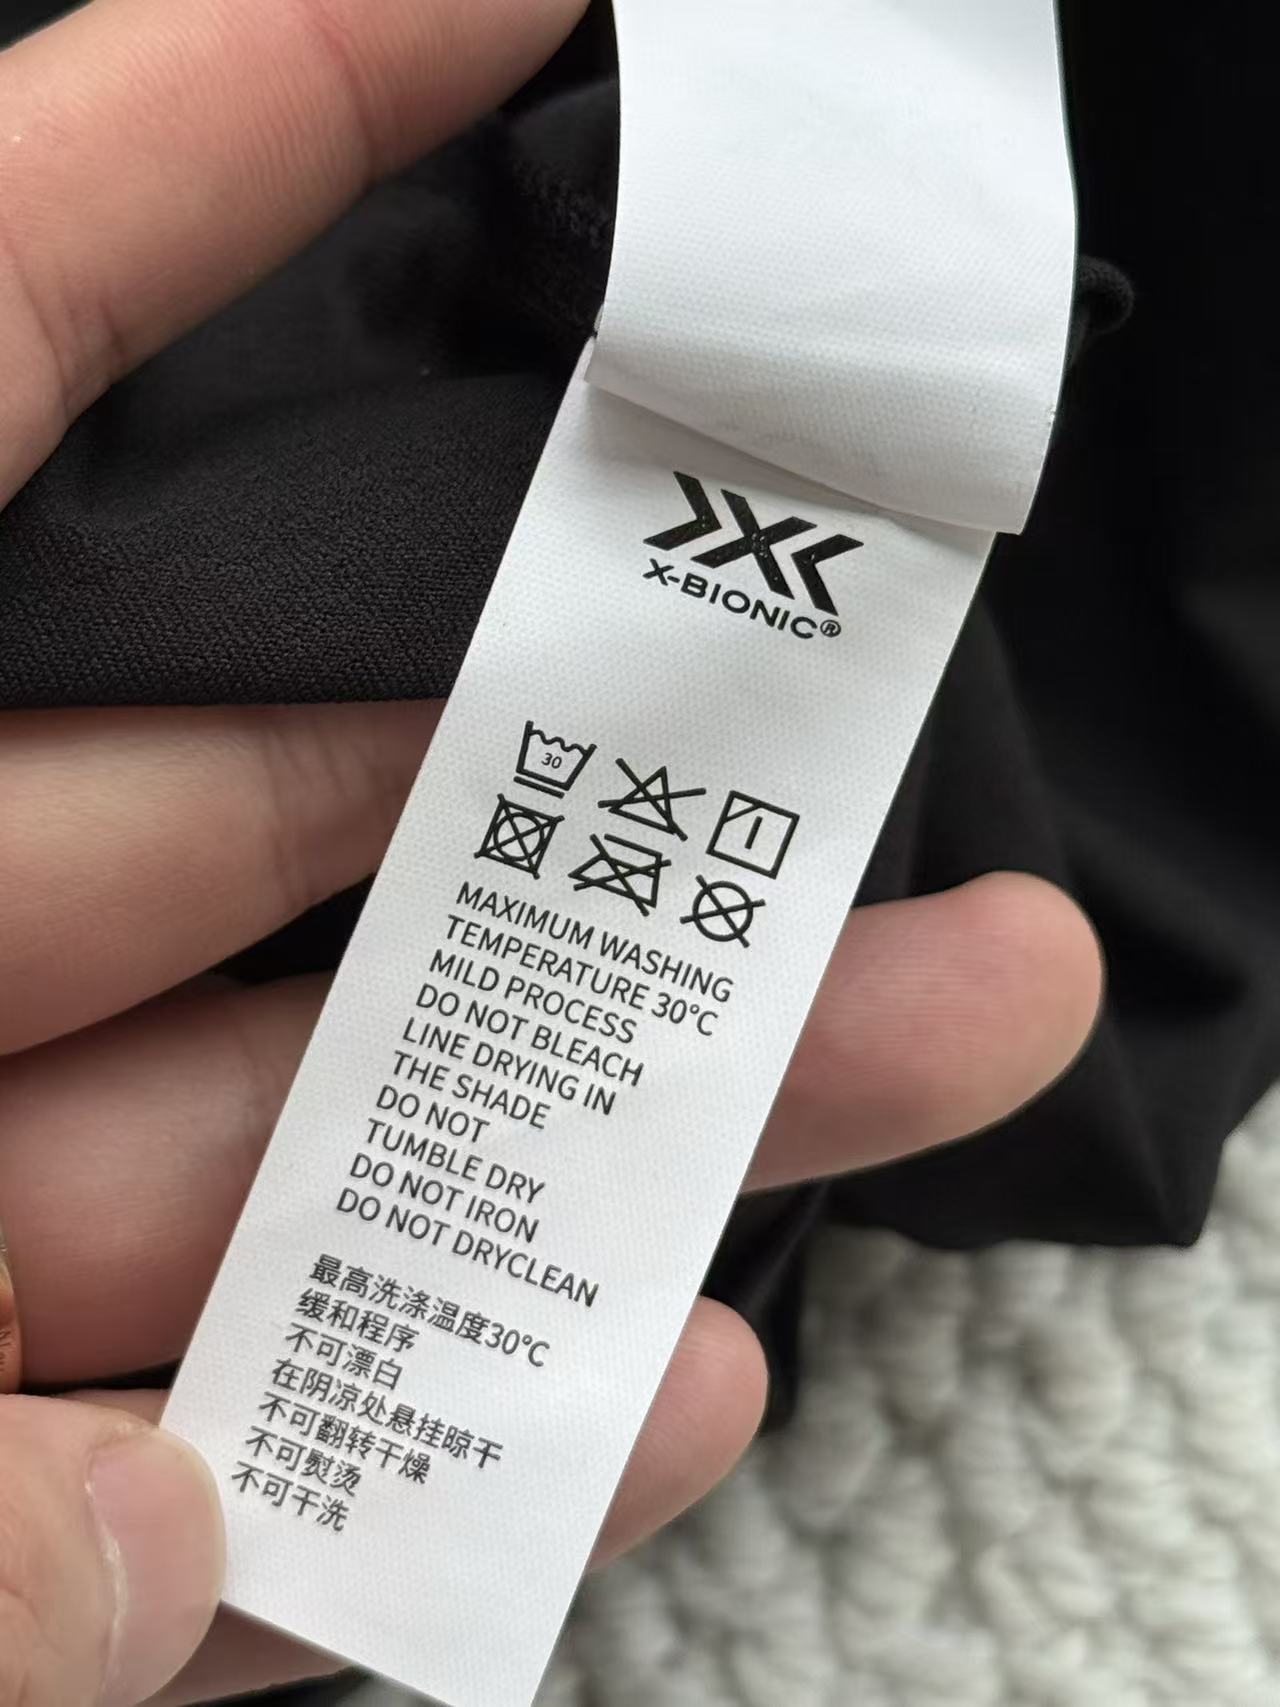 X-BIONIC®
30
MAXIMUM WASHING
TEMPERATURE 30°C
MILD PROCESS
DO NOT BLEACH
LINE DRYING IN
THE SHADE
DO NOT
TUMBLE DRY
DO NOT IRON
DO NOT DRYCLEAN
最高洗涤温度30°C
缓和程序
不可漂白
在阴凉处悬挂晾干
不可翻转干燥
不可熨烫
不可干洗